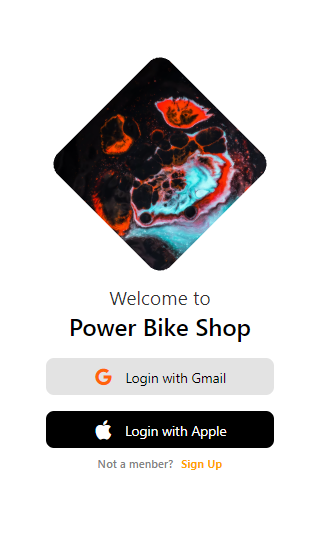 Welcome to
Power Bike Shop
Login with Gmail
Login with Apple
Not a menber? Sign Up